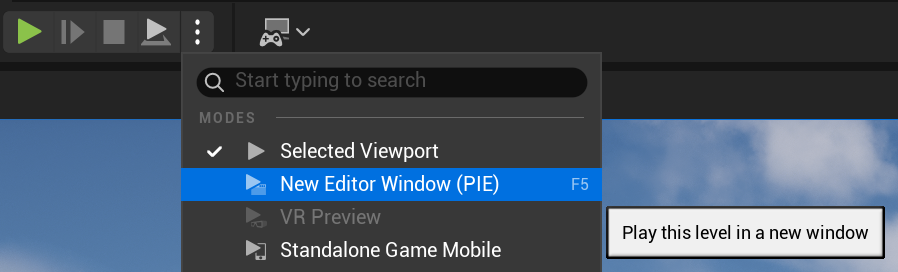 Start typing to search
MODES
Selected Viewport
New Editor Window (PIE) F5
VR Preview
Play this level in a new window
Standalone Game Mobile